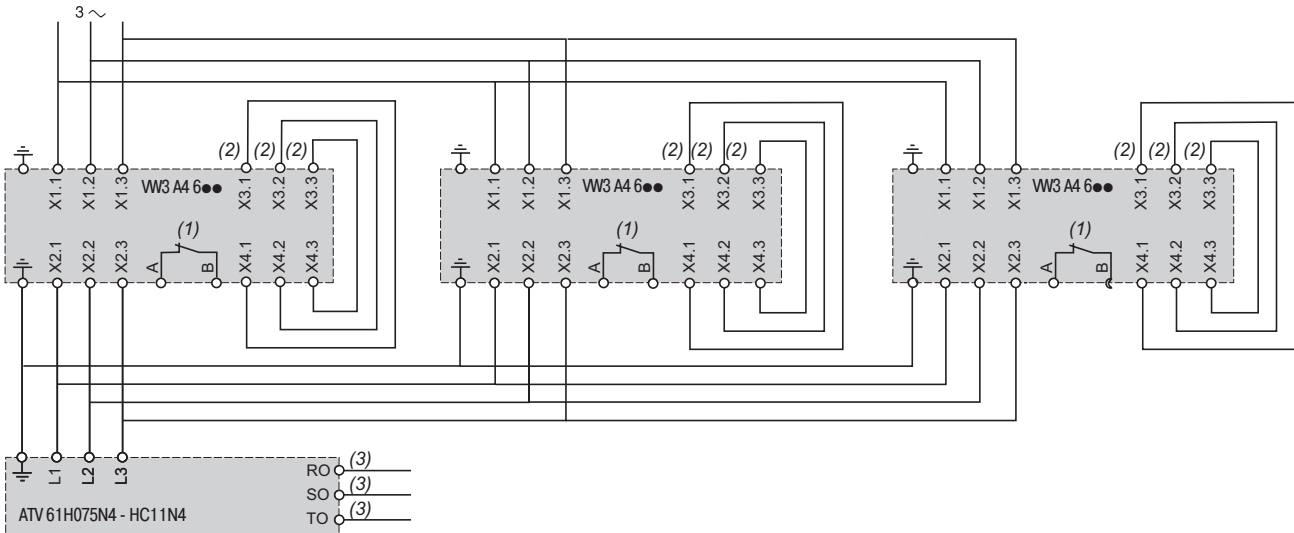 3 ~
(2) (2) (2) (2) (2) (2) (2) (2) (2)
X1.1 X1.2 X1.3 VW3 A4 6●● X3.1 X3.2 X3.3
X1.1 X1.2 X1.3 VW3 A4 6●● X3.1 X3.2 X3.3
X1.1 X1.2 X1.3 VW3 A4 6●● X3.1 X3.2 X3.3
(1) (1) (1)
X2.1 X2.2 X2.3 A B X4.1 X4.2 X4.3
X2.1 X2.2 X2.3 A B X4.1 X4.2 X4.3
X2.1 X2.2 X2.3 A B X4.1 X4.2 X4.3
L1 L2 L3
RO (3)
SO (3)
TO (3)
ATV 61H075N4 - HC11N4